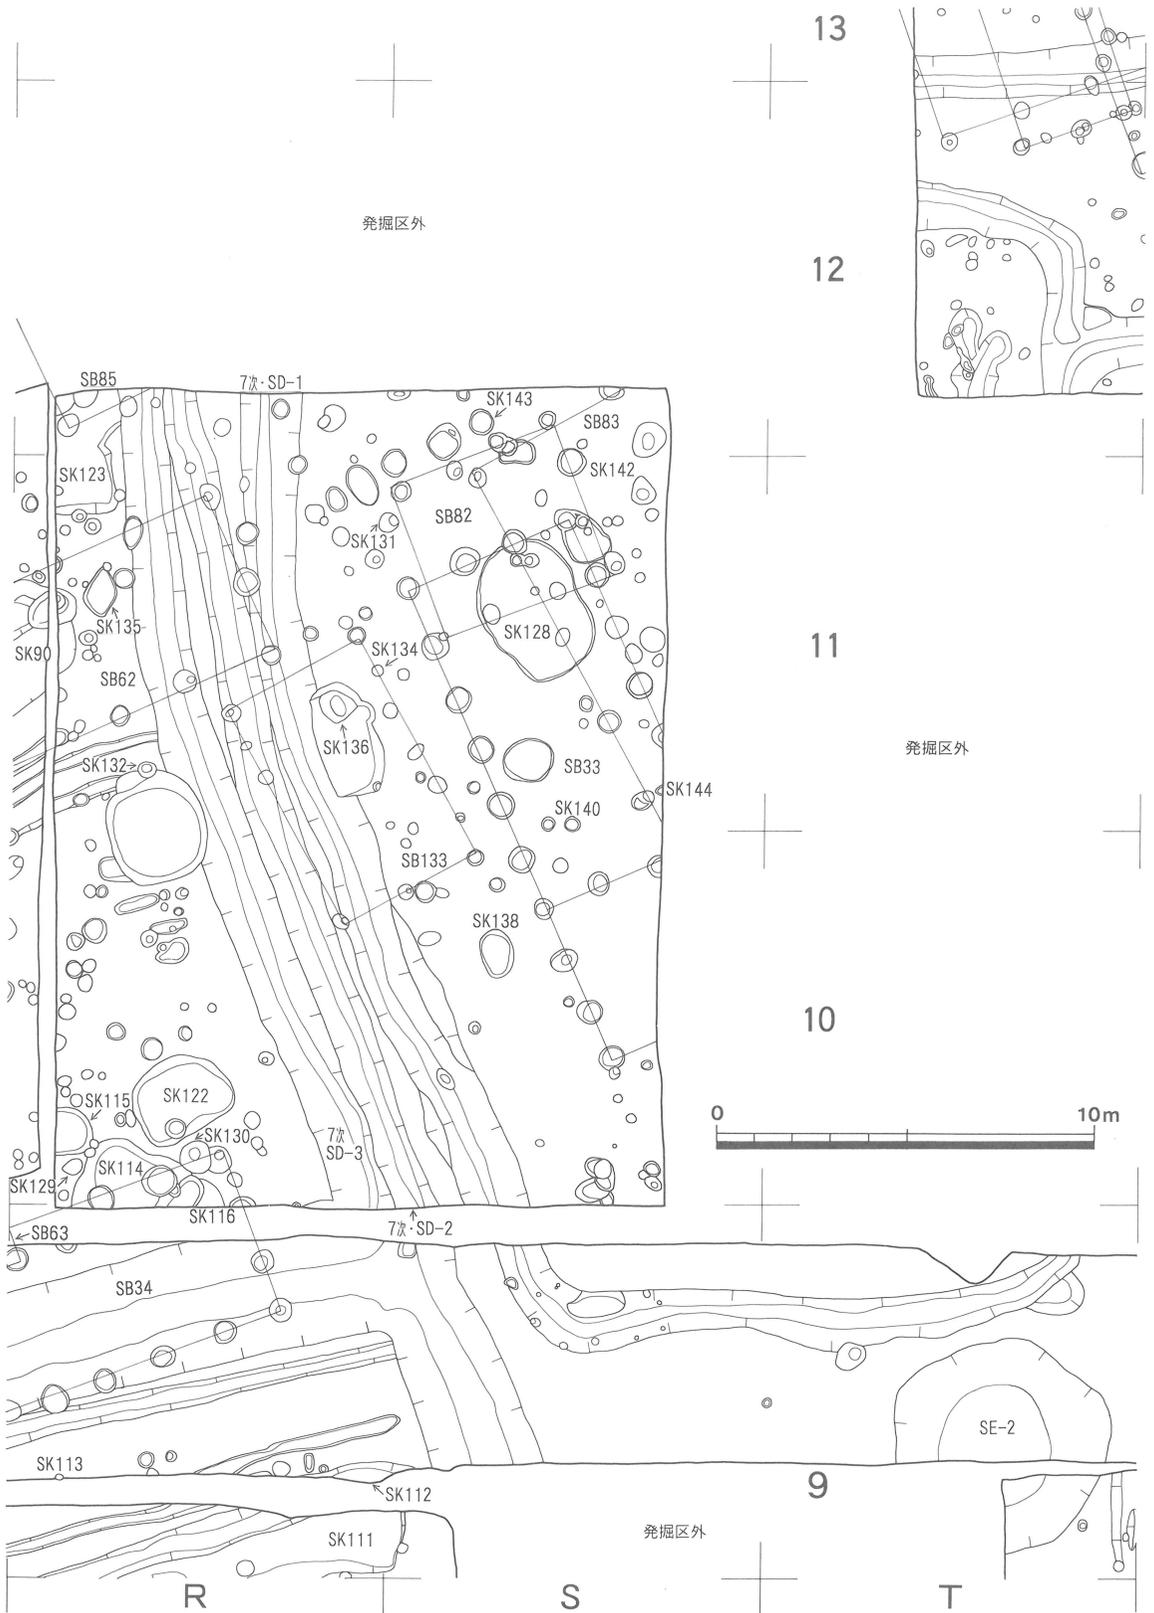 13
発掘区外
12
SB85
7次・SD-1
SK143
SB83
SK123
SK142
SB82
SK131
SK135
SK128
SK90
SK134
11
SB62
SK136
発掘区外
SK132
SB33
SK144
SK140
SB133
SK138
10
SK122
SK115
0 10m
SK130
7次
SD-3
SK114
SK129
SK116
7次・SD-2
SB63
SB34
SE-2
SK113
9
SK112
発掘区外
SK111
R S T